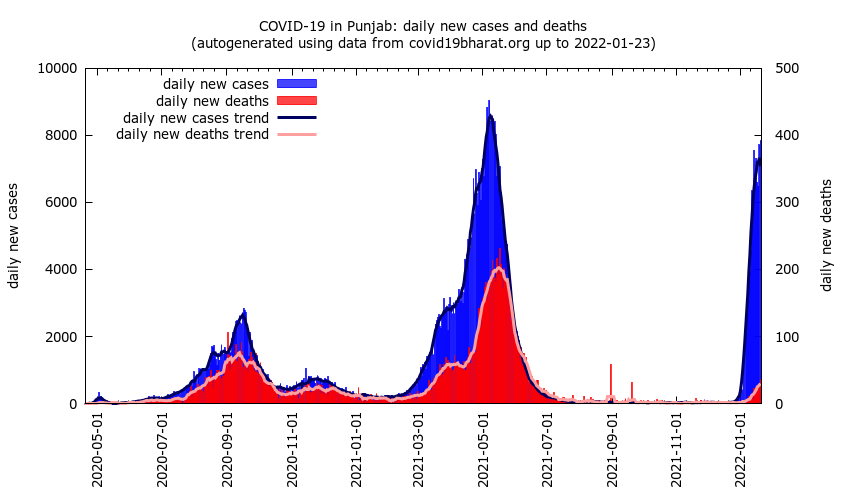 COVID-19 in Punjab: daily new cases and deaths
(autogenerated using data from covid19bharat.org up to 2022-01-23)
daily new cases
daily new deaths
daily new cases trend
daily new deaths trend
10000
8000
6000
4000
2000
0
daily new cases
500
400
300
200
100
0
daily new deaths
2020-05-01
2020-07-01
2020-09-01
2020-11-01
2021-01-01
2021-03-01
2021-05-01
2021-07-01
2021-09-01
2021-11-01
2022-01-01